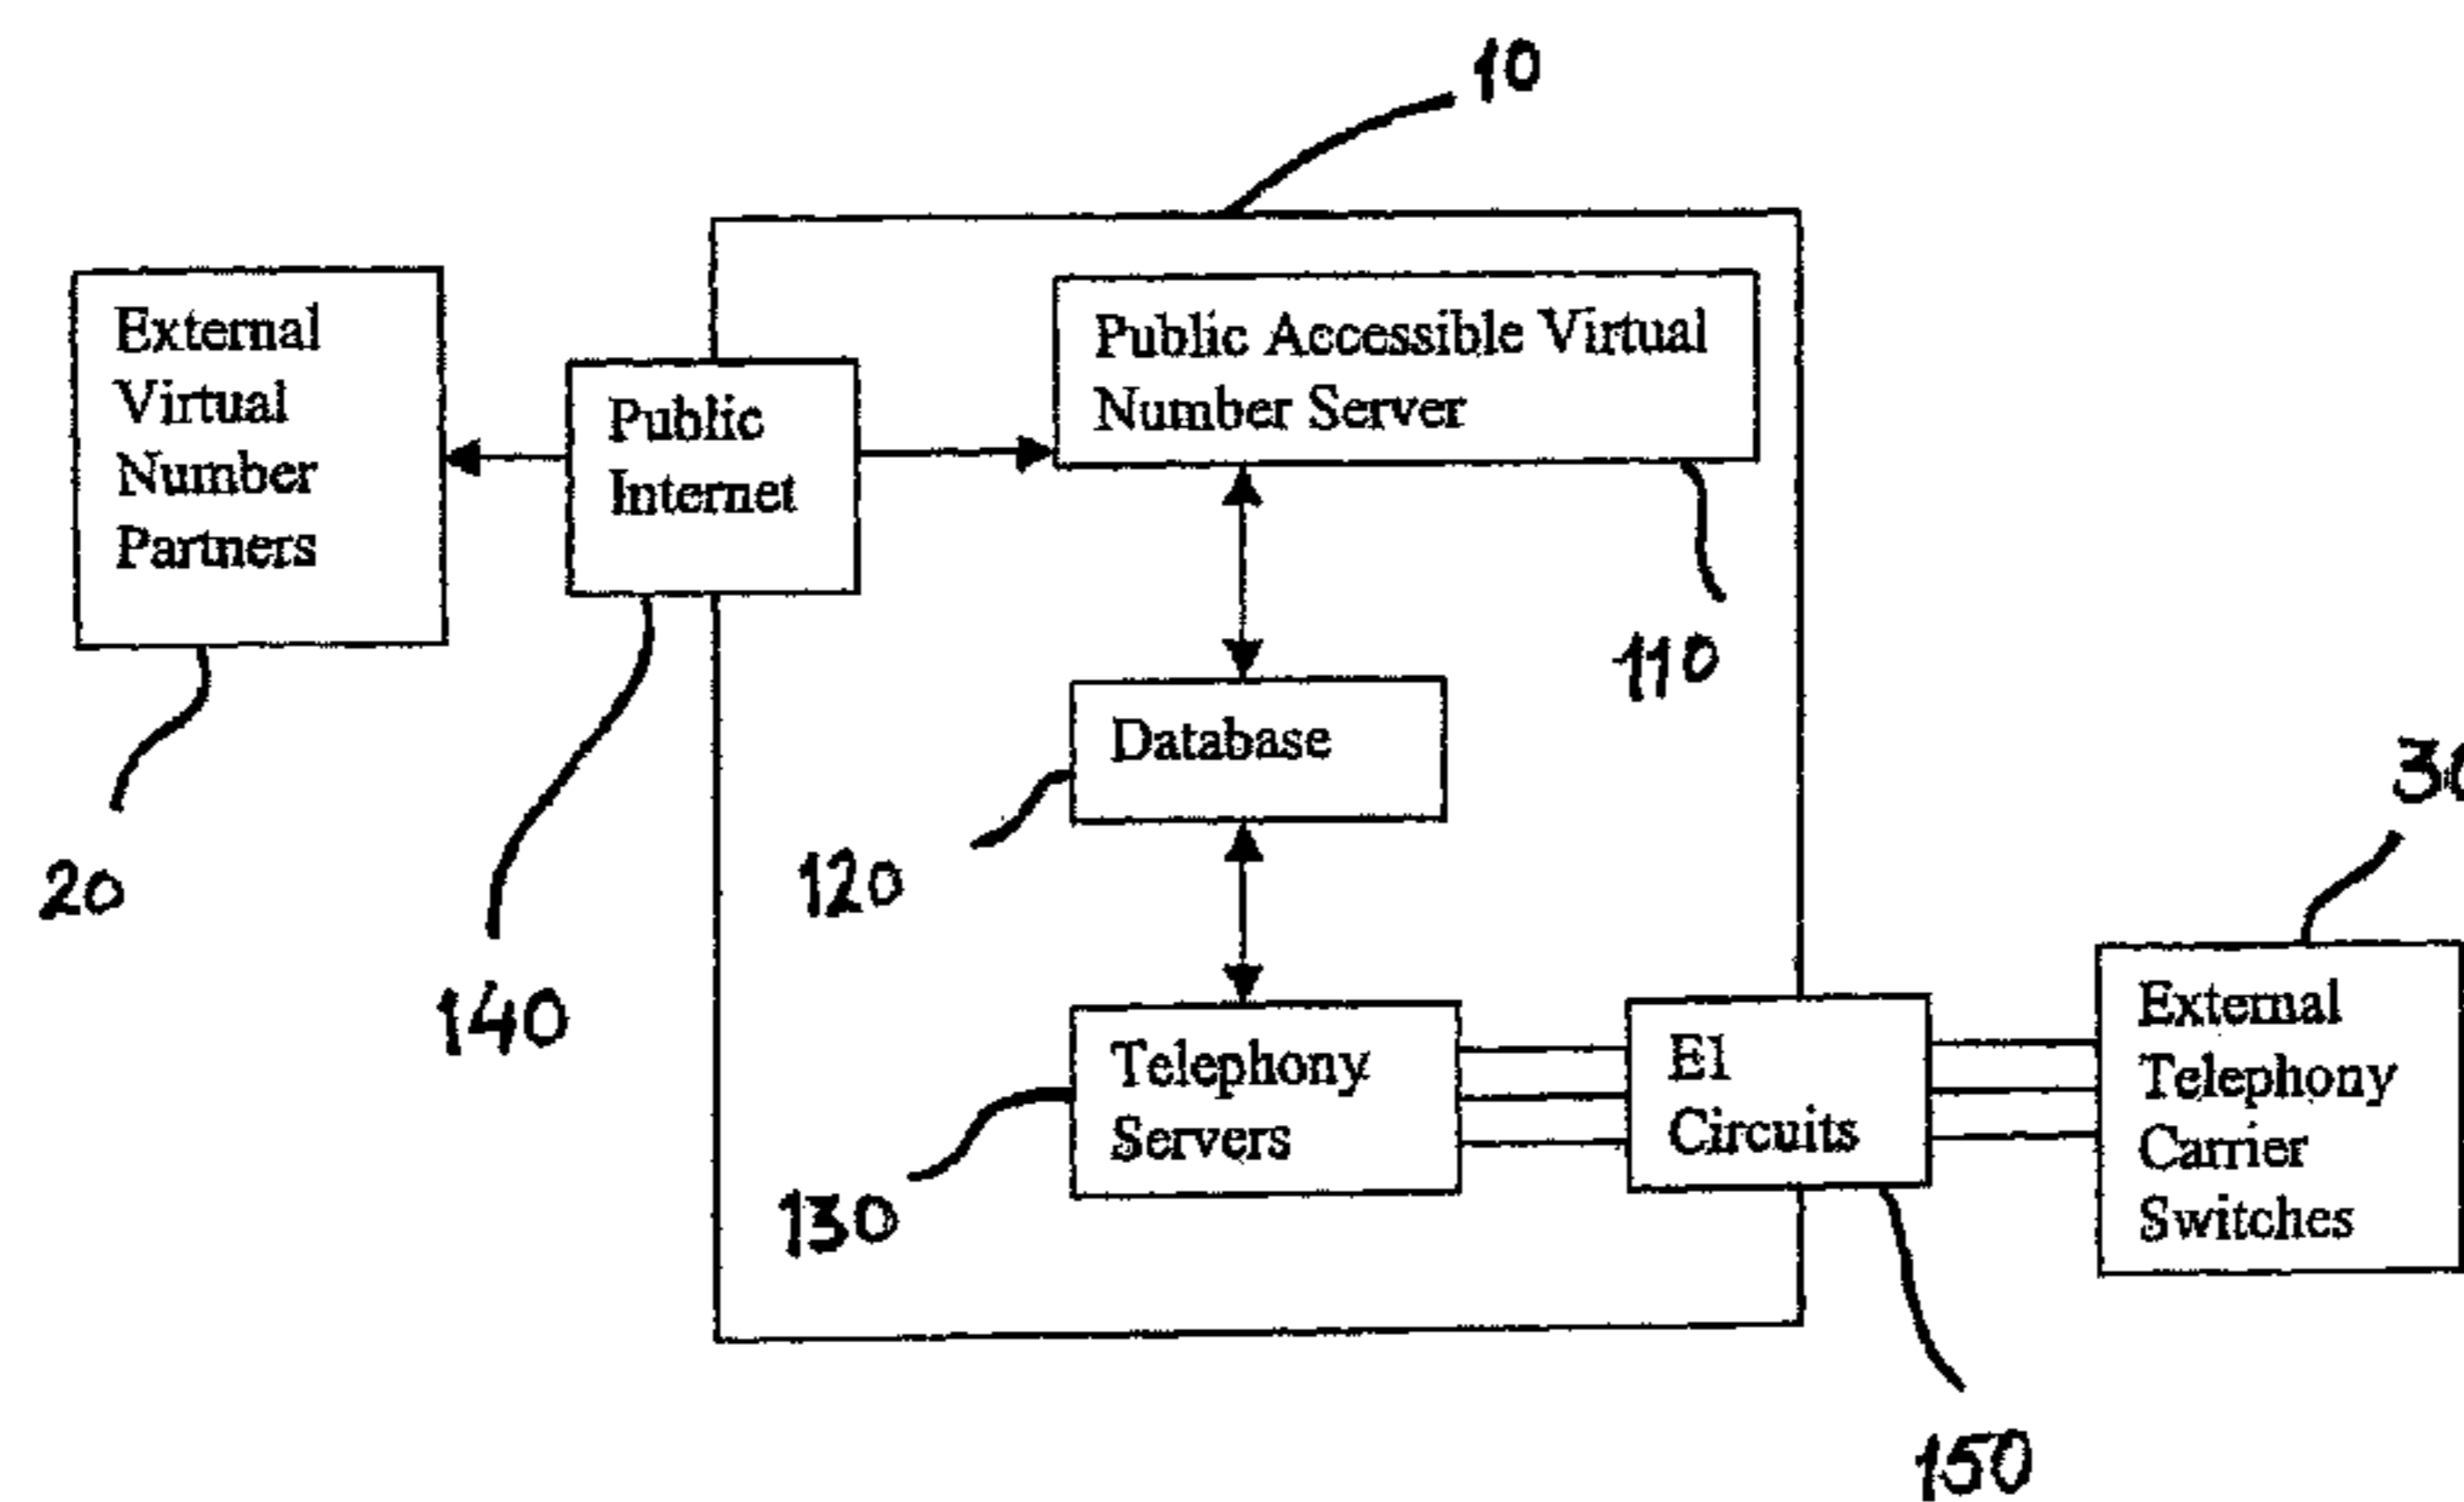 10
External
Virtual
Number
Partners
Public
Internet
Public Accessible Virtual
Number Server
110
Database
120
20
140
30
Telephony
Servers
130
E1
Circuits
External
Telephony
Carrier
Switches
150